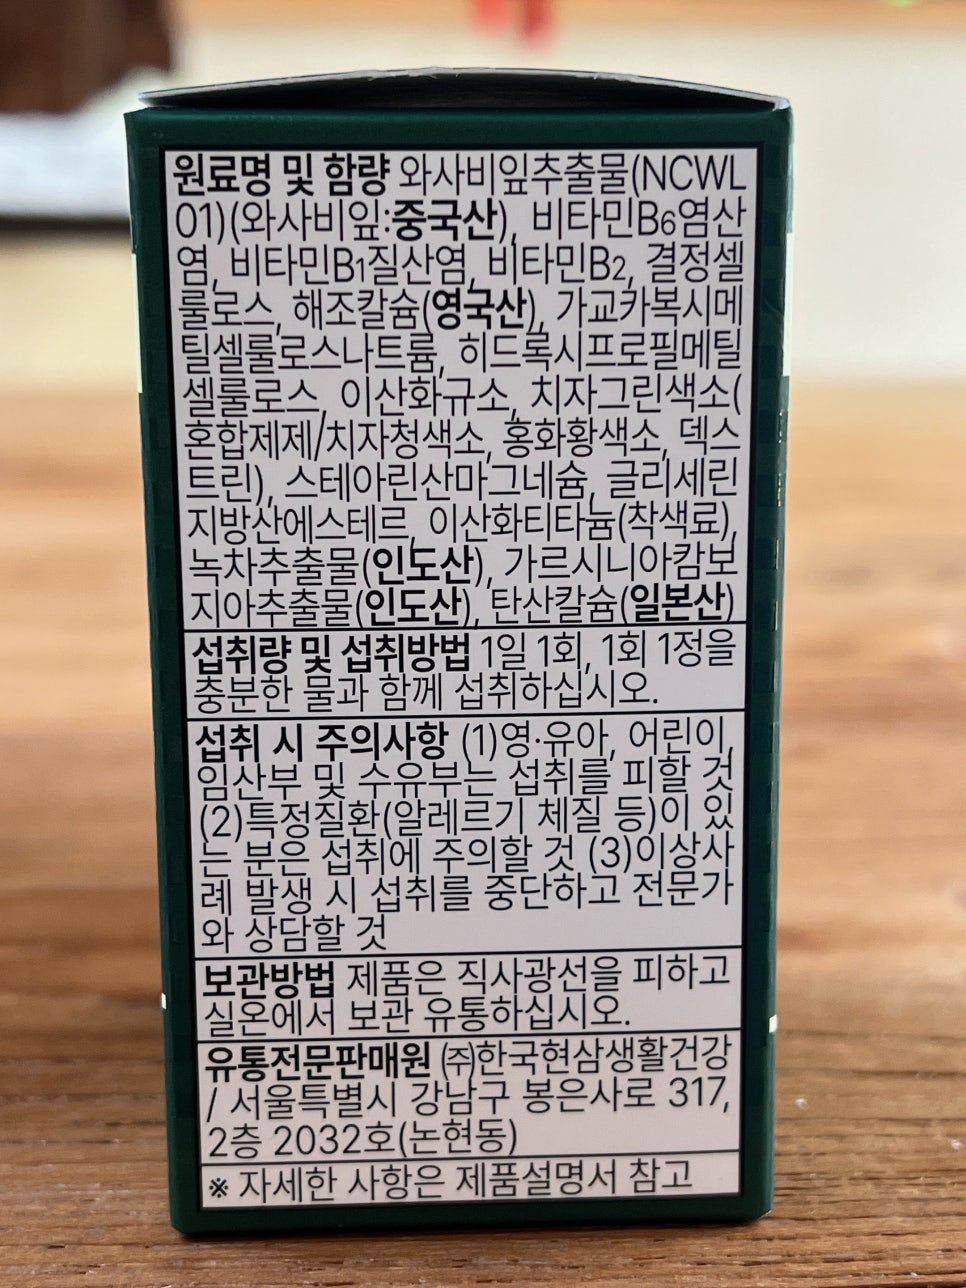 원료명 및 함량 와사비잎추출물(NCWL
01)(와사비잎:중국산), 비타민B6염산
염, 비타민B1질산염, 비타민B2, 결정셀
룰로스, 해조칼슘(영국산), 가교카복시메
틸셀룰로스나트륨, 히드록시프로필메틸
셀룰로스, 이산화규소, 치자그린색소(
혼합제제/치자청색소, 홍화황색소, 덱스
트린), 스테아린산마그네슘, 글리세린
지방산에스테르, 이산화티타늄(착색료),
녹차추출물(인도산), 가르시니아캄보
지아추출물(인도산), 탄산칼슘(일본산)
섭취량 및 섭취방법 1일 1회, 1회 1정을
충분한 물과 함께 섭취하십시오.
섭취 시 주의사항 (1)영·유아, 어린이,
임산부 및 수유부는 섭취를 피할 것
(2)특정질환(알레르기 체질 등)이 있
는 분은 섭취에 주의할 것 (3)이상사
례 발생 시 섭취를 중단하고 전문가
와 상담할 것
보관방법 제품은 직사광선을 피하고
실온에서 보관 유통하십시오.
유통전문판매원 ㈜한국현삼생활건강
/ 서울특별시 강남구 봉은사로 317,
2층 2032호(논현동)
※ 자세한 사항은 제품설명서 참고